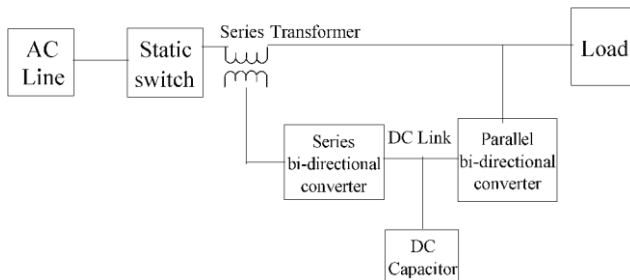 Series Transformer
AC
Line
Static
switch
Load
Series
bi-directional
converter
DC Link
Parallel
bi-directional
converter
DC
Capacitor